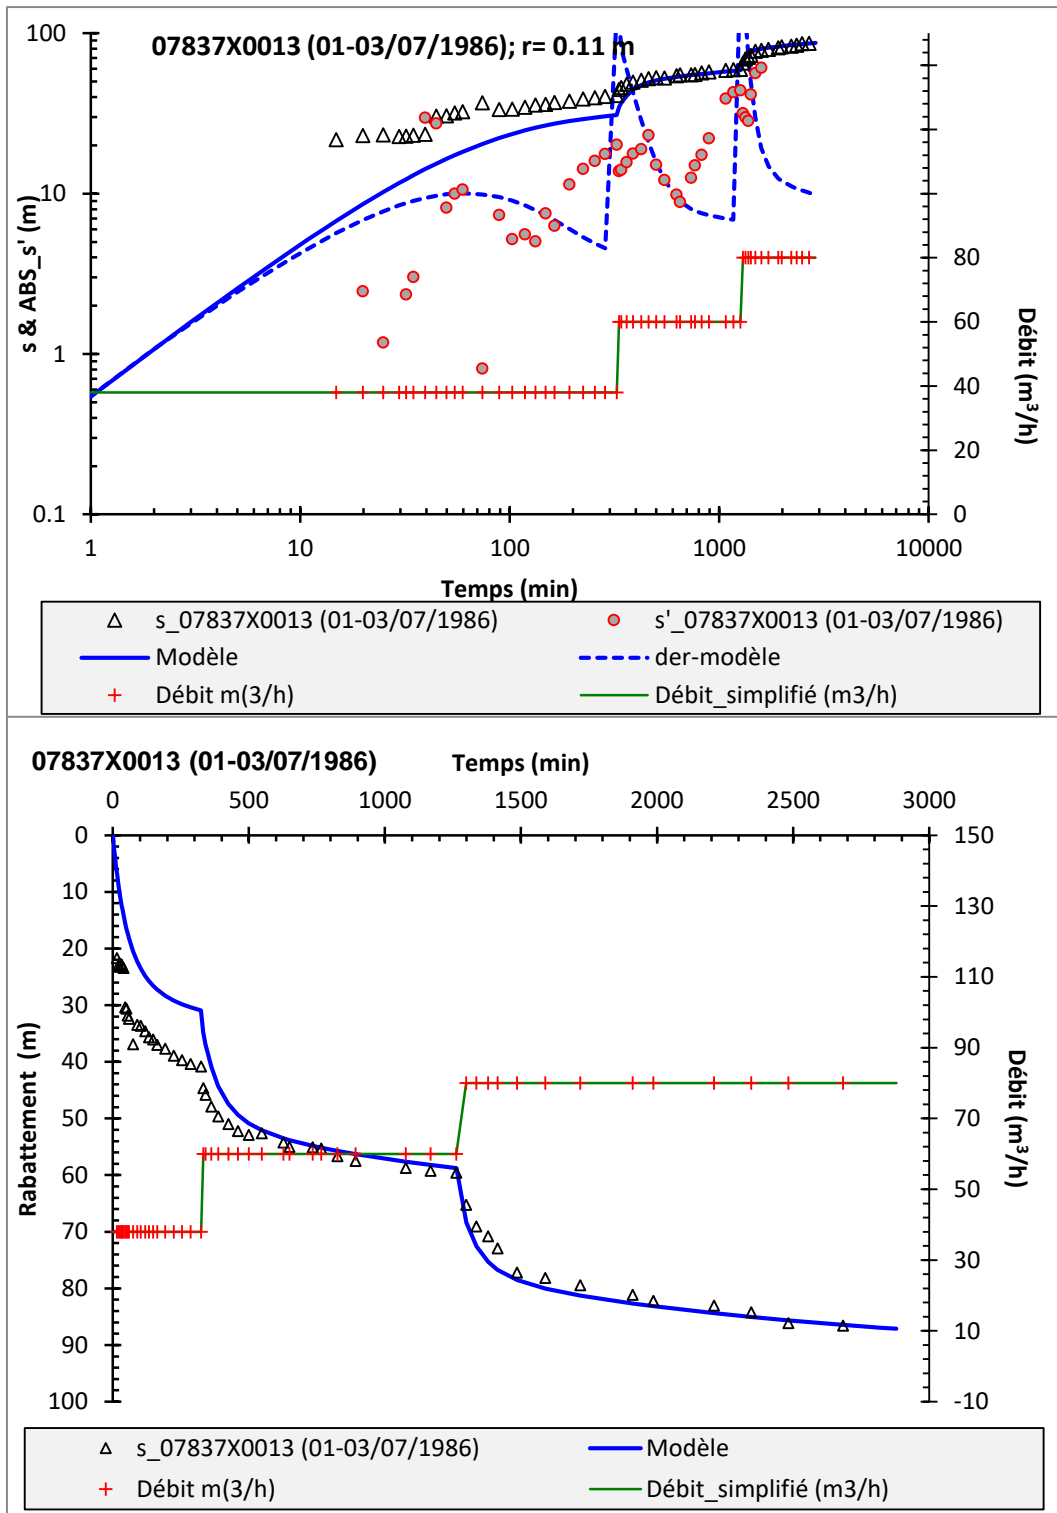 07837X0013 (01-03/07/1986); r= 0.11 m
100
10
1
0.1
s & ABS_s' (m)
80
60
40
20
0
Débit (m³/h)
1 10 100 1000 10000
Temps (min)
s_07837X0013 (01-03/07/1986) s'_07837X0013 (01-03/07/1986)
Modèle der-modèle
Débit m(3/h) Débit_simplifié (m3/h)
07837X0013 (01-03/07/1986) Temps (min)
0 500 1000 1500 2000 2500 3000
0
10
20
30
40
50
60
70
80
90
100
Rabattement (m)
150
130
110
90
70
50
30
10
-10
Débit (m³/h)
s_07837X0013 (01-03/07/1986) Modèle
Débit m(3/h) Débit_simplifié (m3/h)